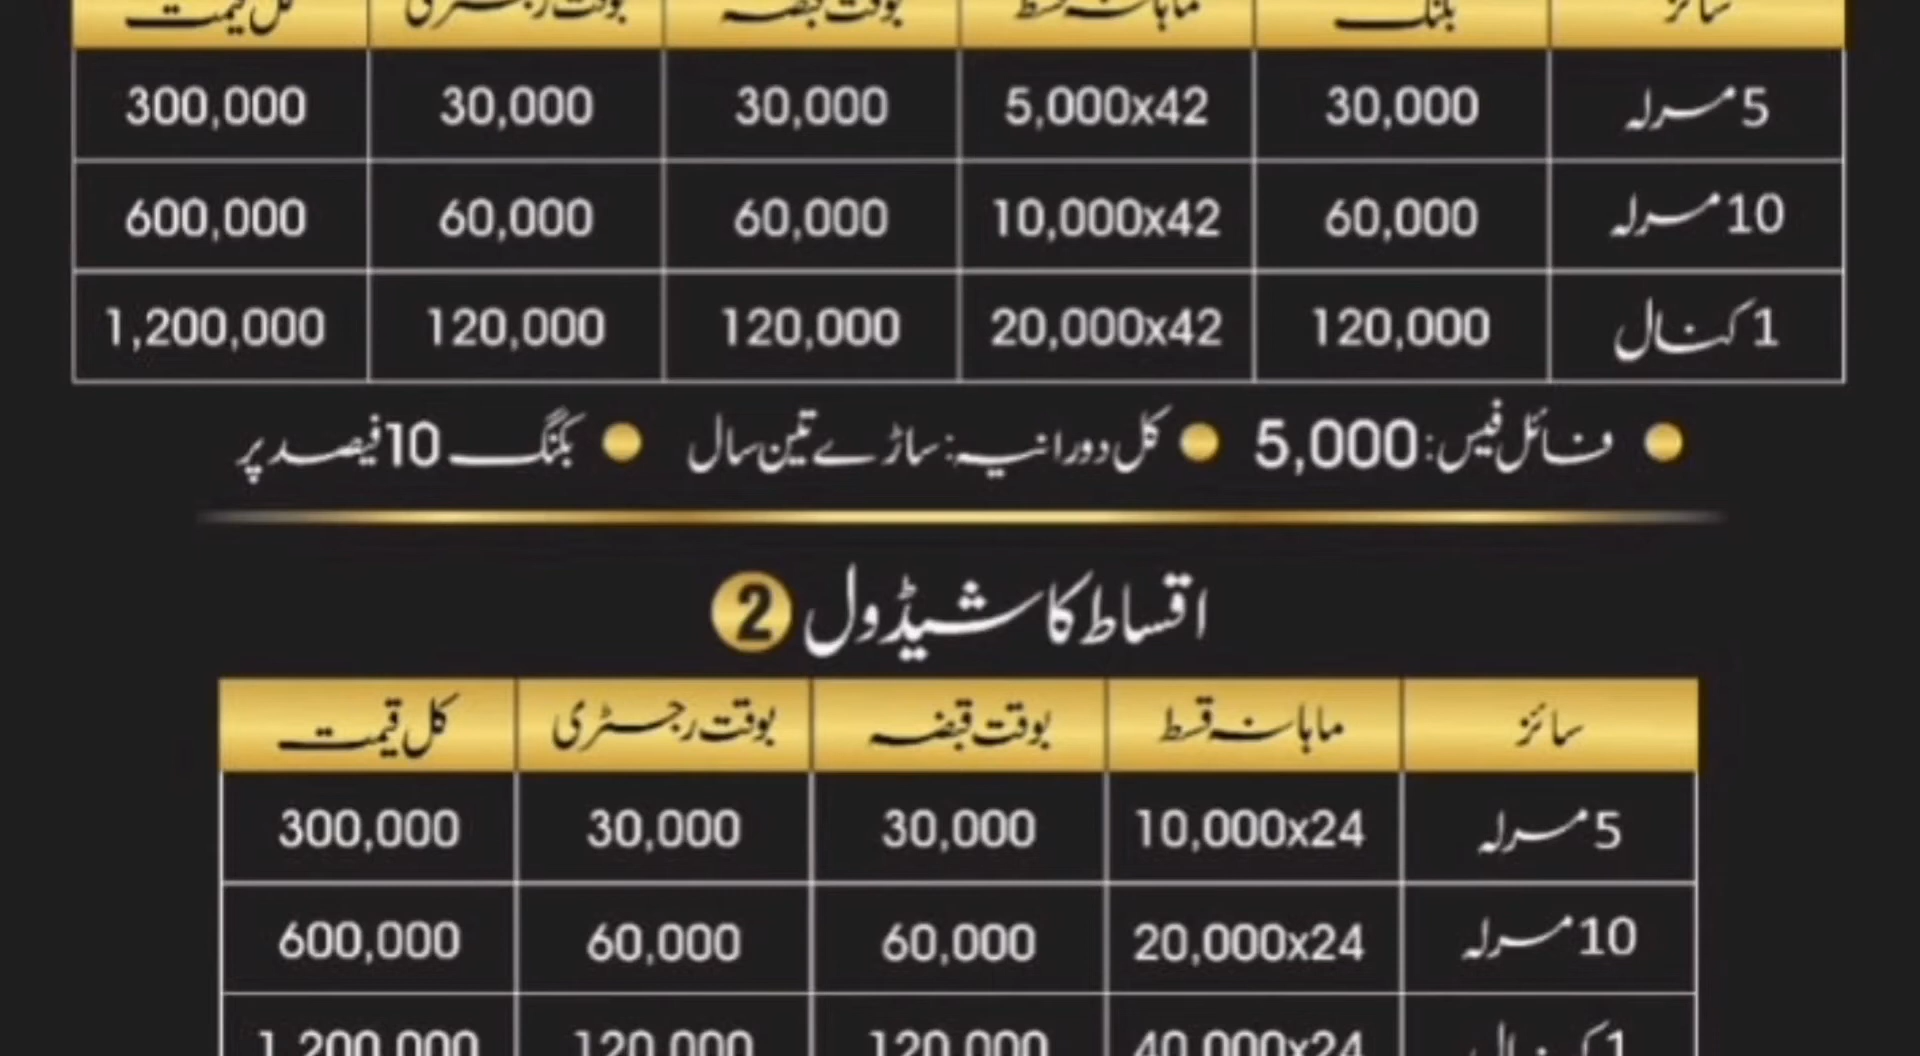 سائز بکنگ ماہانہ قسط بوقت قبضہ بوقت رجسٹری کل قیمت
5 مرلہ 30,000 5,000x42 30,000 30,000 300,000
10 مرلہ 60,000 10,000x42 60,000 60,000 600,000
1 کنال 120,000 20,000x42 120,000 120,000 1,200,000
فائل فیس: 5,000 کل دورانیہ: ساڑے تین سال بکنگ 10 فیصد پر
اقساط کا شیڈول 2
سائز ماہانہ قسط بوقت قبضہ بوقت رجسٹری کل قیمت
5 مرلہ 10,000x24 30,000 30,000 300,000
10 مرلہ 20,000x24 60,000 60,000 600,000
1 کنال 40,000x24 120,000 120,000 1,200,000